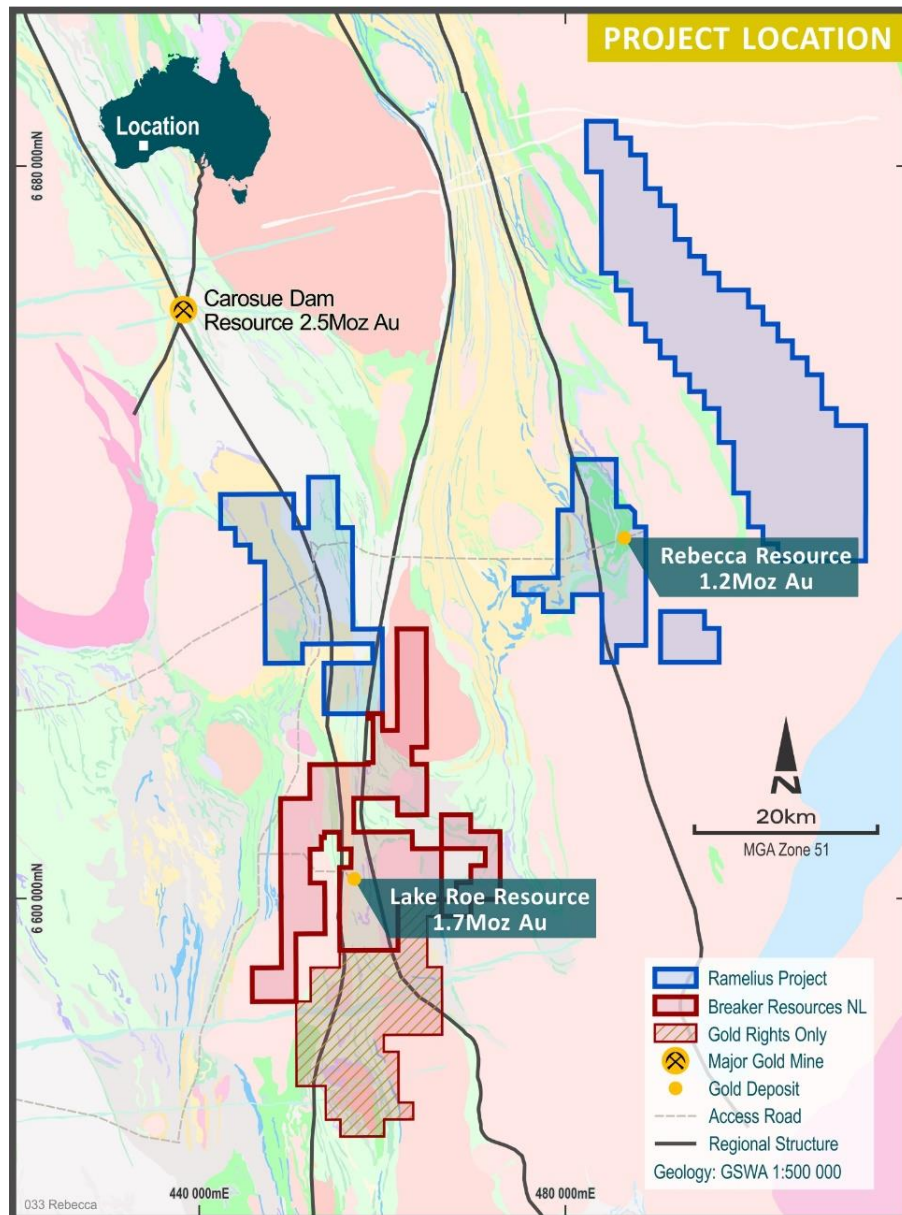 PROJECT LOCATION
Location
6 680 000mN
Carosue Dam
Resource 2.5Moz Au
Rebecca Resource
1.2Moz Au
N
20km
MGA Zone 51
Lake Roe Resource
1.7Moz Au
6 600 000mN
Ramelius Project
Breaker Resources NL
Gold Rights Only
Major Gold Mine
Gold Deposit
Access Road
Regional Structure
Geology: GSWA 1:500 000
033 Rebecca
440 000mE
480 000mE